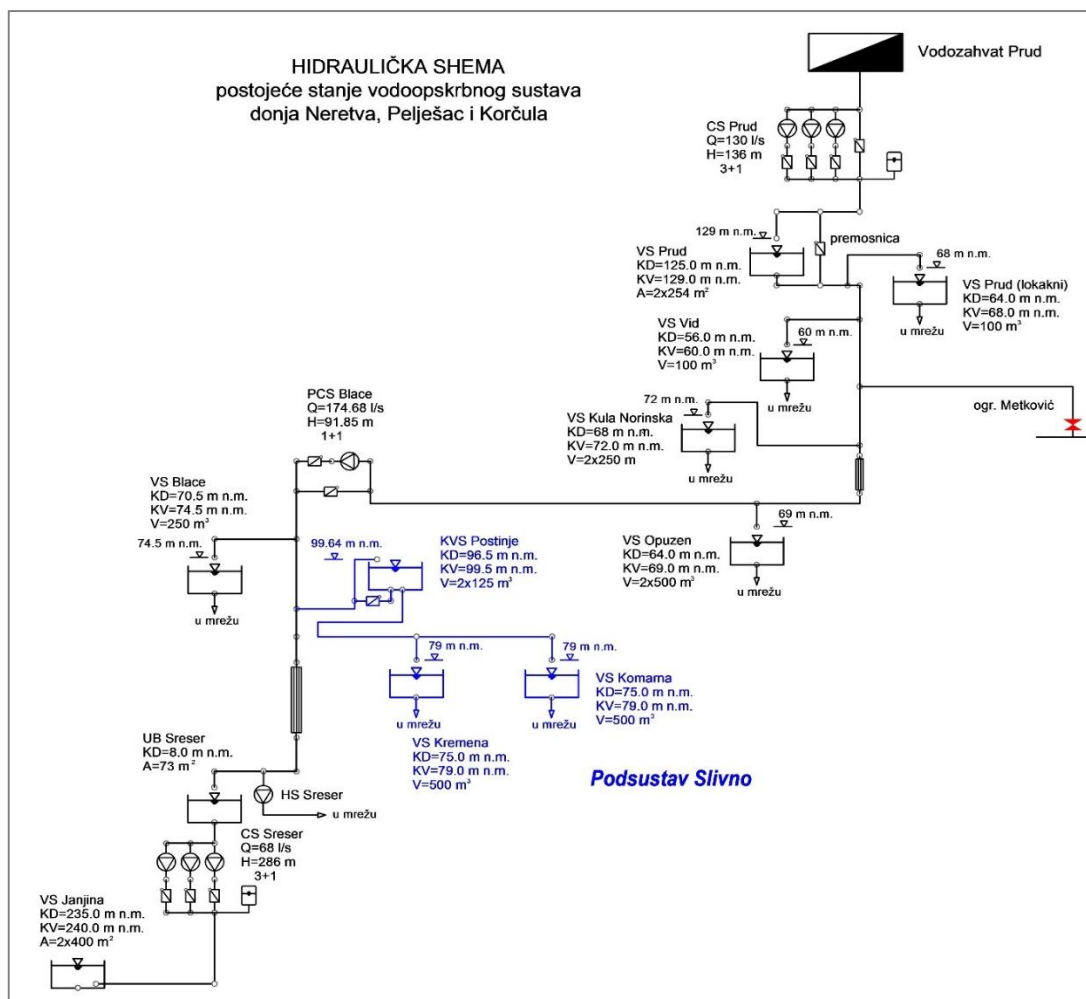 HIDRAULIČKA SHEMA
postojeće stanje vodoopskrbnog sustava
donja Neretva, Pelješac i Korčula
Vodozahvat Prud
CS Prud
Q=130 l/s
H=136 m
3+1
129 m n.m.
premosnica
VS Prud
KD=125.0 m n.m.
KV=129.0 m n.m.
A=2x254 m²
68 m n.m.
VS Prud (lokakni)
KD=64.0 m n.m.
KV=68.0 m n.m.
V=100 m³
u mrežu
VS Vid
KD=56.0 m n.m.
KV=60.0 m n.m.
V=100 m³
60 m n.m.
u mrežu
ogr. Metković
72 m n.m.
VS Kula Norinska
KD=68 m n.m.
KV=72.0 m n.m.
V=2x250 m
u mrežu
PCS Blace
Q=174.68 l/s
H=91.85 m
1+1
VS Blace
KD=70.5 m n.m.
KV=74.5 m n.m.
V=250 m³
74.5 m n.m.
u mrežu
69 m n.m.
VS Opuzen
KD=64.0 m n.m.
KV=69.0 m n.m.
V=2x500 m³
u mrežu
99.64 m n.m.
KVS Postinje
KD=96.5 m n.m.
KV=99.5 m n.m.
V=2x125 m³
79 m n.m.
79 m n.m.
VS Komarna
KD=75.0 m n.m.
KV=79.0 m n.m.
V=500 m³
u mrežu
u mrežu
VS Kremena
KD=75.0 m n.m.
KV=79.0 m n.m.
V=500 m³
Podsustav Slivno
UB Sreser
KD=8.0 m n.m.
A=73 m²
HS Sreser
u mrežu
CS Sreser
Q=68 l/s
H=286 m
3+1
VS Janjina
KD=235.0 m n.m.
KV=240.0 m n.m.
A=2x400 m²